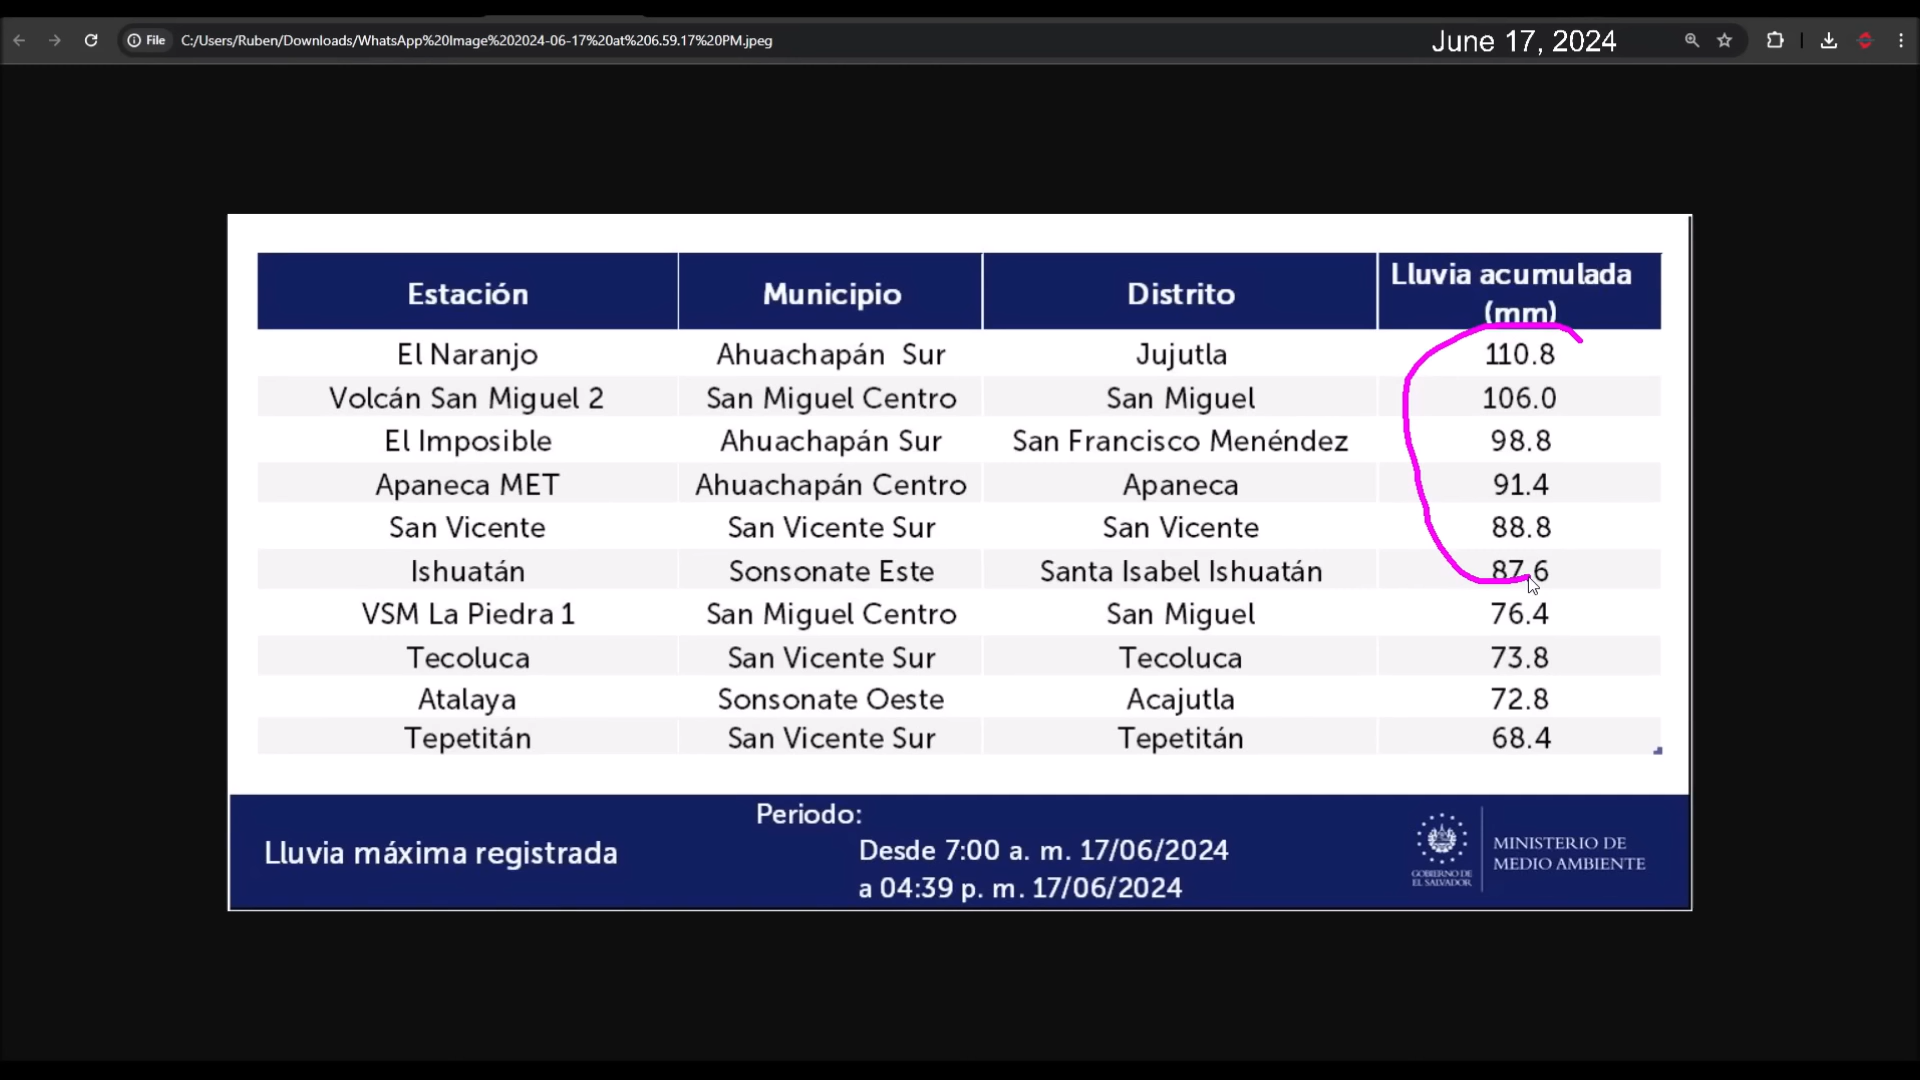 File C:/Users/Ruben/Downloads/WhatsApp%20Image%202024-06-17%20at%206.59.17%20PM.jpeg
June 17, 2024
Estación Municipio Distrito Lluvia acumulada (mm)
El Naranjo Ahuachapán Sur Jujutla 110.8
Volcán San Miguel 2 San Miguel Centro San Miguel 106.0
El Imposible Ahuachapán Sur San Francisco Menéndez 98.8
Apaneca MET Ahuachapán Centro Apaneca 91.4
San Vicente San Vicente Sur San Vicente 88.8
Ishuatán Sonsonate Este Santa Isabel Ishuatán 87.6
VSM La Piedra 1 San Miguel Centro San Miguel 76.4
Tecoluca San Vicente Sur Tecoluca 73.8
Atalaya Sonsonate Oeste Acajutla 72.8
Tepetitán San Vicente Sur Tepetitán 68.4
Lluvia máxima registrada
Periodo:
Desde 7:00 a. m. 17/06/2024
a 04:39 p. m. 17/06/2024
GOBIERNO DE
EL SALVADOR
MINISTERIO DE
MEDIO AMBIENTE